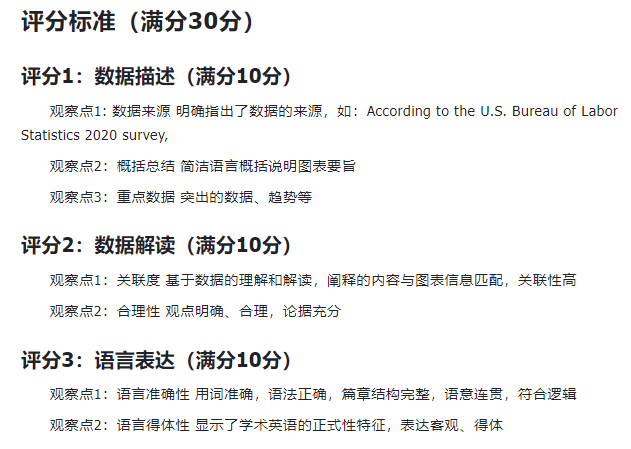 评分标准（满分30分）
评分1：数据描述（满分10分）
观察点1: 数据来源 明确指出了数据的来源，如：According to the U.S. Bureau of Labor
Statistics 2020 survey,
观察点2：概括总结 简洁语言概括说明图表要旨
观察点3：重点数据 突出的数据、趋势等
评分2：数据解读（满分10分）
观察点1：关联度 基于数据的理解和解读，阐释的内容与图表信息匹配，关联性高
观察点2：合理性 观点明确、合理，论据充分
评分3：语言表达（满分10分）
观察点1：语言准确性 用词准确，语法正确，篇章结构完整，语意连贯，符合逻辑
观察点2：语言得体性 显示了学术英语的正式性特征，表达客观、得体